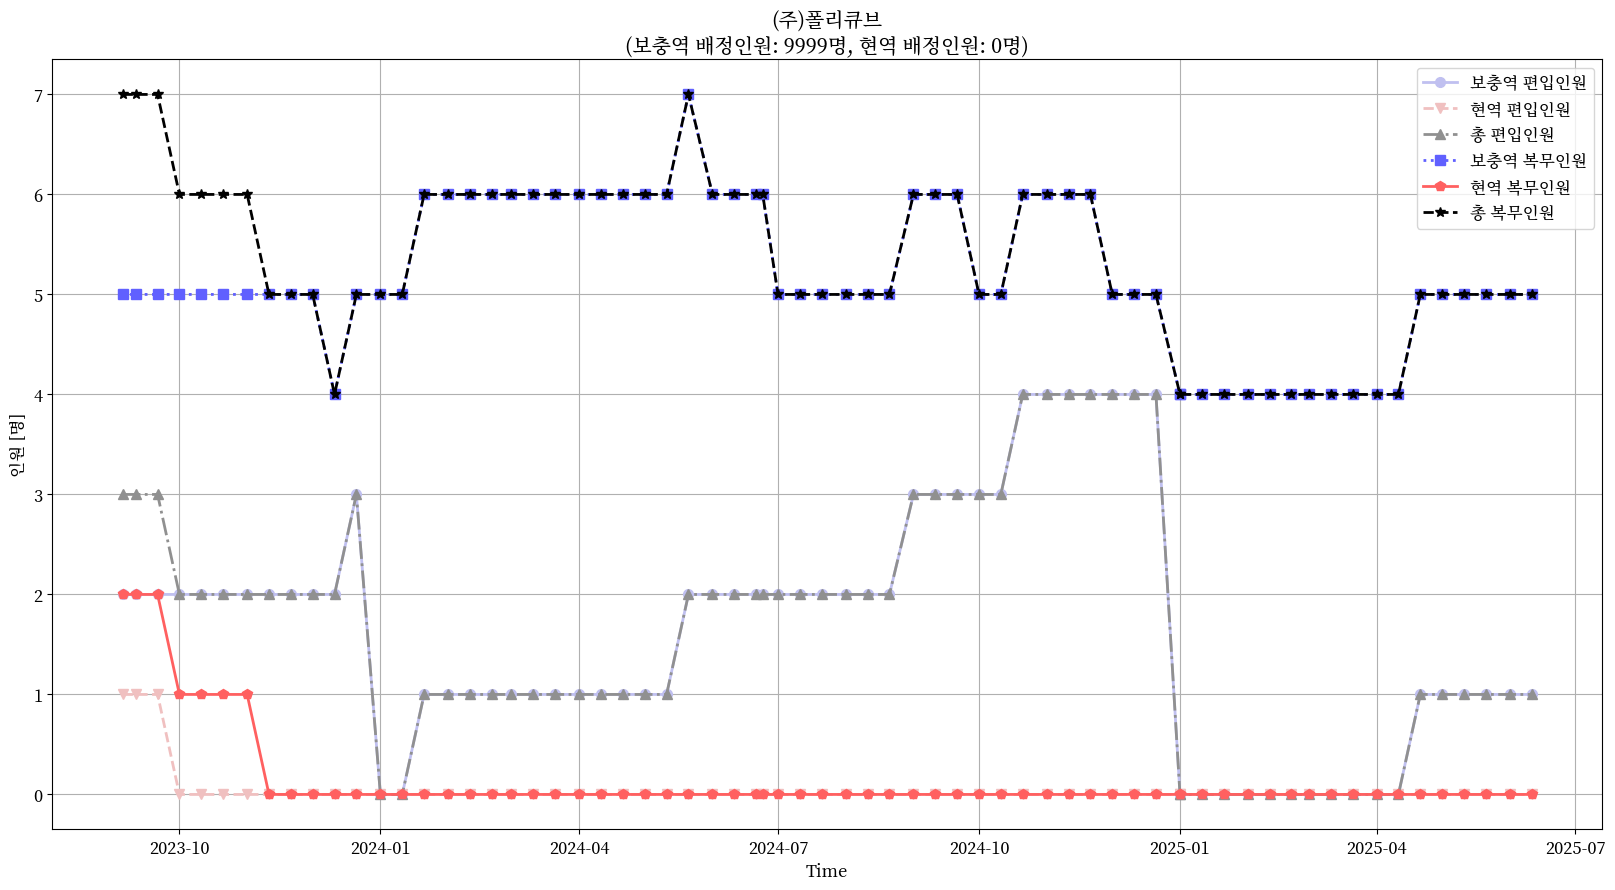 (주)폴리큐브
(보충역 배정인원: 9999명, 현역 배정인원: 0명)
보충역 편입인원
현역 편입인원
총 편입인원
보충역 복무인원
현역 복무인원
총 복무인원
인원 [명]
7
6
5
4
3
2
1
0
2023-10
2024-01
2024-04
2024-07
2024-10
2025-01
2025-04
2025-07
Time